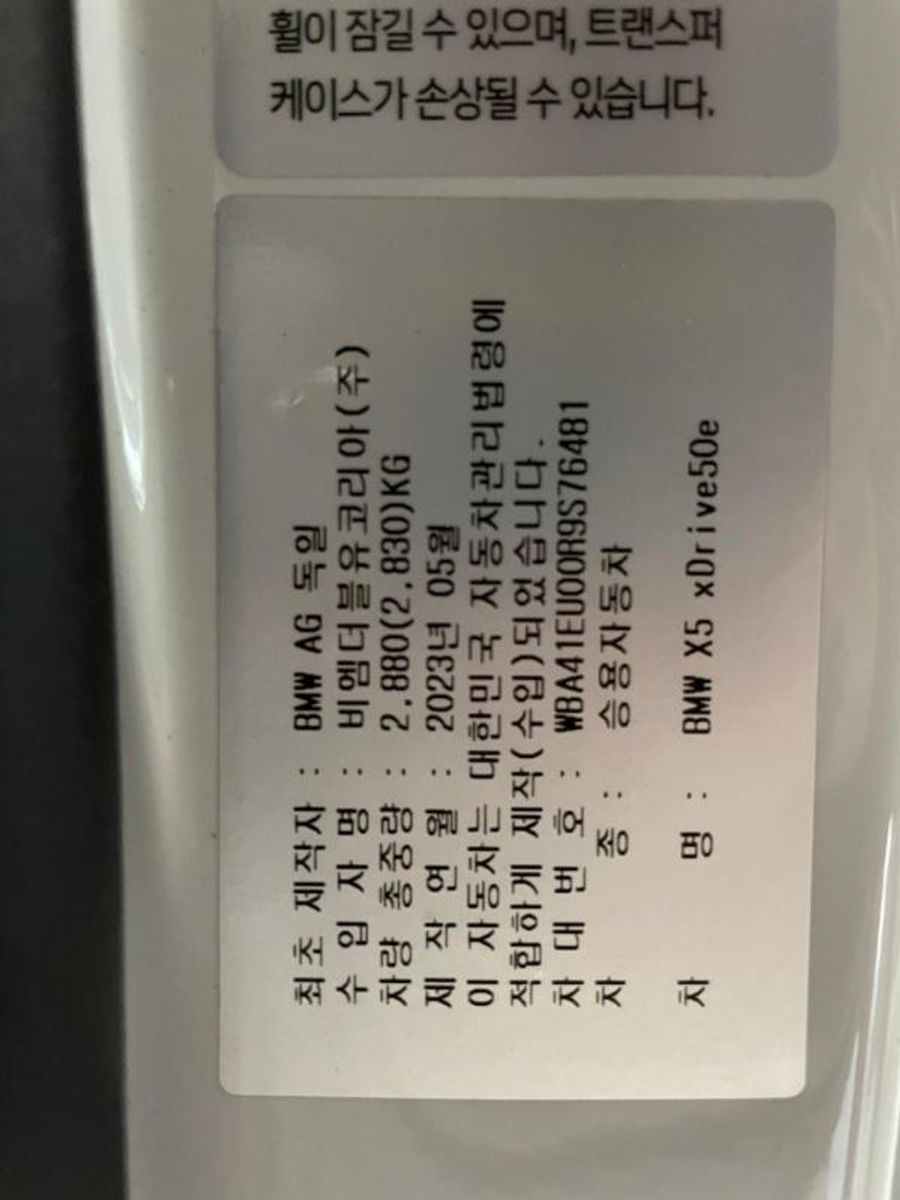 휠이 잠길 수 있으며, 트랜스퍼
케이스가 손상될 수 있습니다.
최초 제작자 : BMW AG 독일
수 입 자 명 : 비엠더블유코리아(주)
차량 총중량 : 2.880(2.830)KG
제 작 연 월 : 2023년 05월
이 자동차는 대한민국 자동차관리법령에
적합하게 제작(수입)되었습니다.
차 대 번 호 : WBA41EU00R9S76481
차 종 : 승용자동차
차 명 : BMW X5 xDrive50e